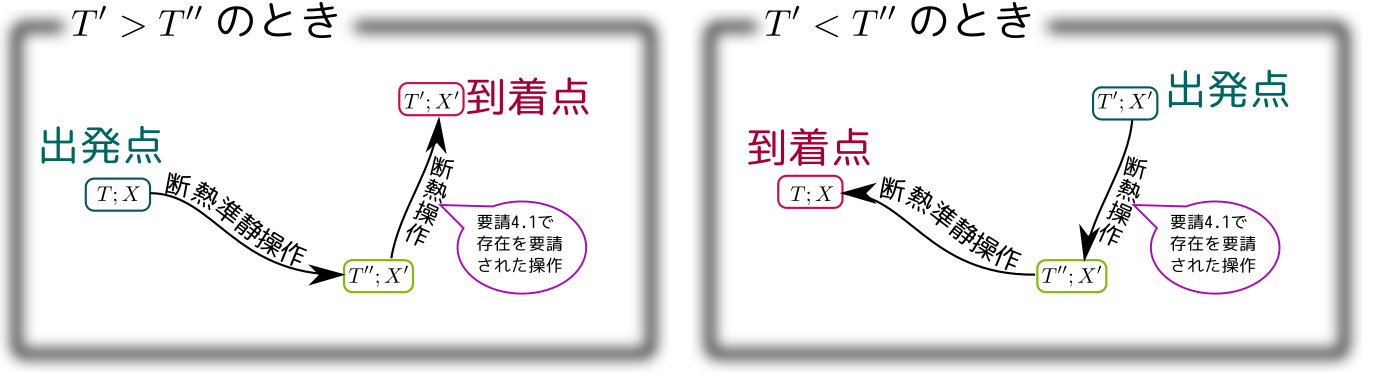 T′ > T″ のとき
T′; X′
到着点
出発点
T; X
断熱準静操作
断熱操作
要請4.1で
存在を要請
された操作
T″; X′
T′ < T″ のとき
T′; X′
出発点
到着点
T; X
断熱準静操作
断熱操作
要請4.1で
存在を要請
された操作
T″; X′